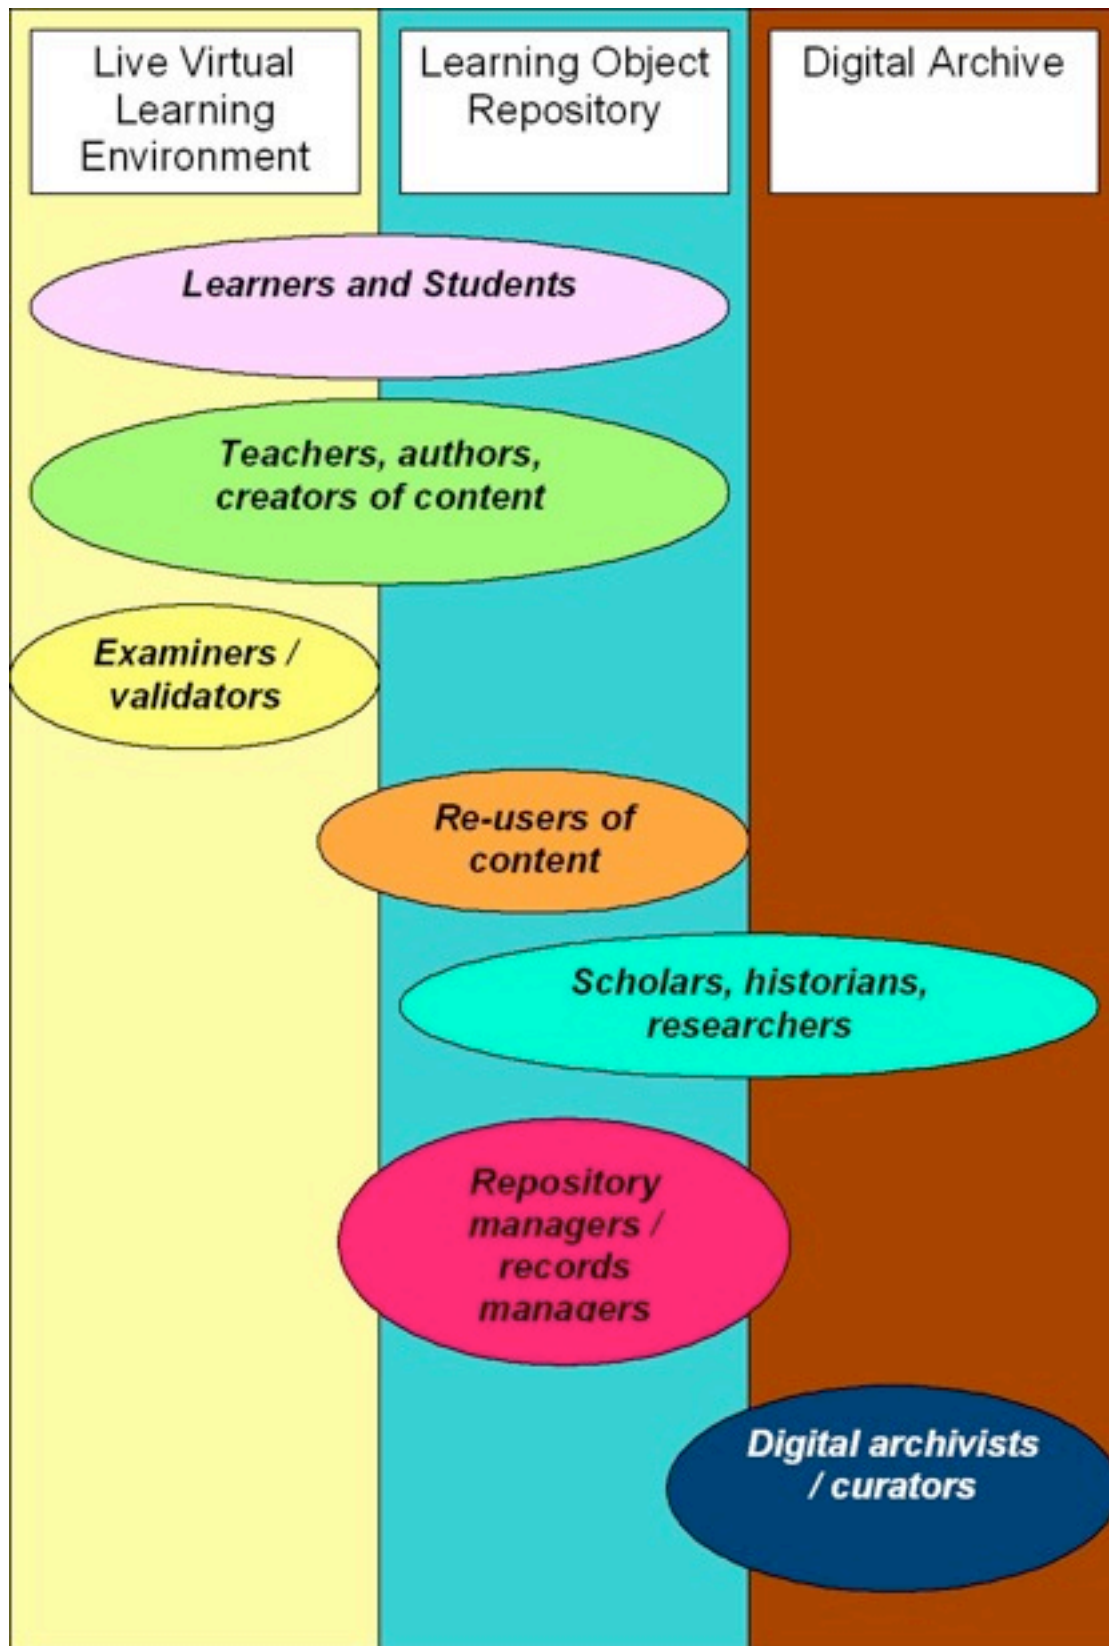 Live Virtual
Learning
Environment
Learning Object
Repository
Digital Archive
Learners and Students
Teachers, authors,
creators of content
Examiners /
validators
Re-users of
content
Scholars, historians,
researchers
Repository
managers /
records
managers
Digital archivists
/ curators